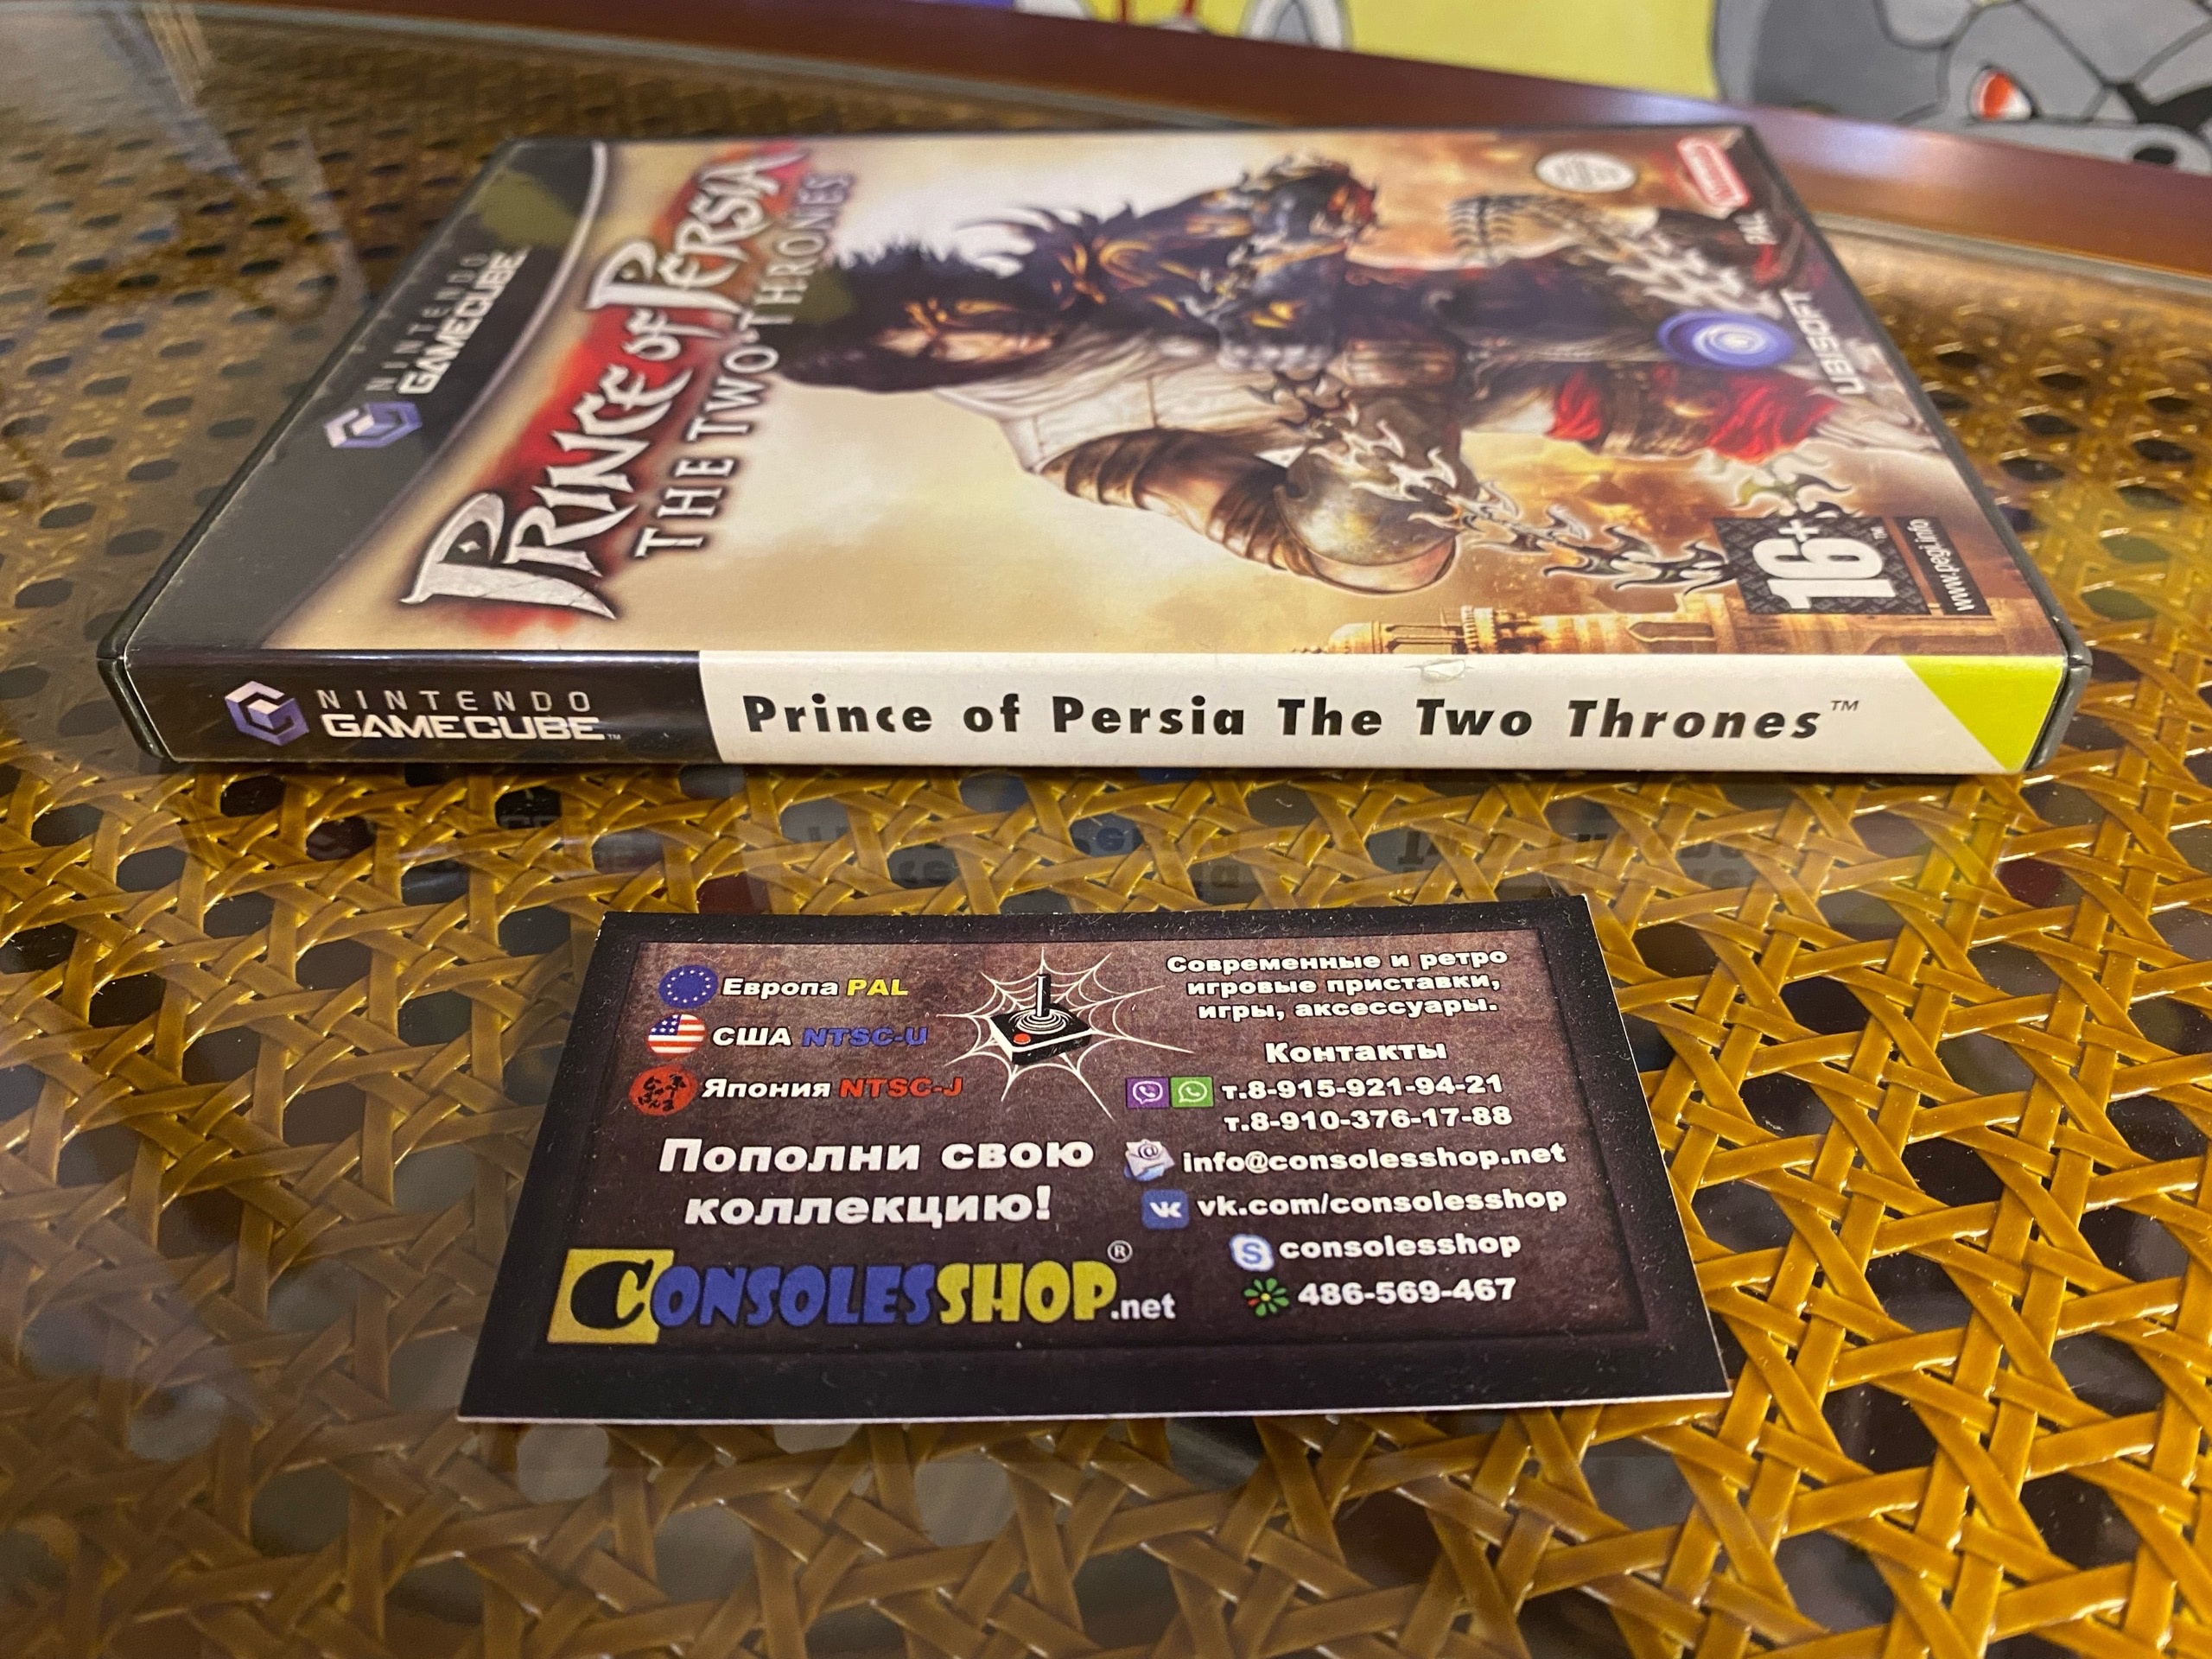 NINTENDO
GAMECUBE
PRINCE OF PERSIA
THE TWO THRONES
Nintendo
PAL
UBISOFT
16+™
www.pegi.info
NINTENDO
GAMECUBE™
Prince of Persia The Two Thrones™
Европа PAL
США NTSC-U
Япония NTSC-J
Пополни свою
коллекцию!
CONSOLESSHOP®.net
Современные и ретро
игровые приставки,
игры, аксессуары.
Контакты
т.8-915-921-94-21
т.8-910-376-17-88
info@consolesshop.net
vk.com/consolesshop
consolesshop
486-569-467